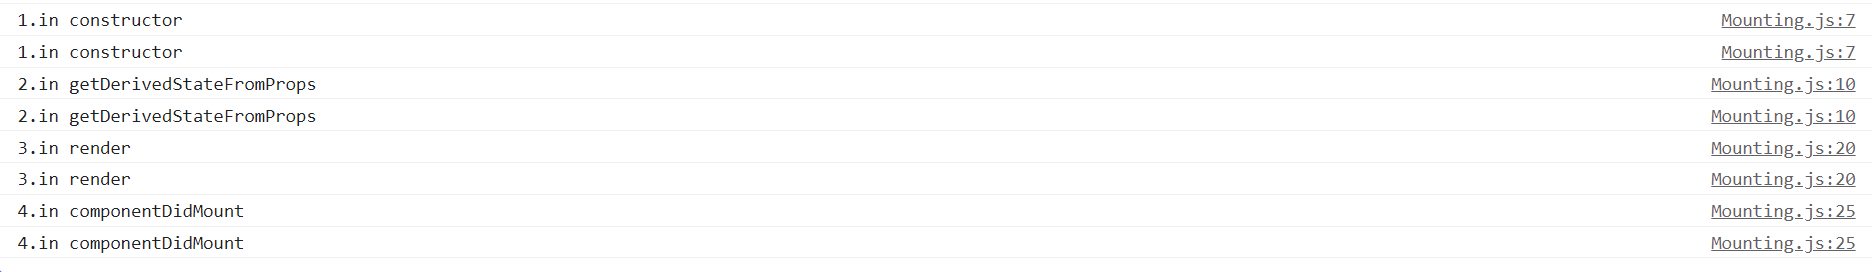 1.in constructor Mounting.js:7
1.in constructor Mounting.js:7
2.in getDerivedStateFromProps Mounting.js:10
2.in getDerivedStateFromProps Mounting.js:10
3.in render Mounting.js:20
3.in render Mounting.js:20
4.in componentDidMount Mounting.js:25
4.in componentDidMount Mounting.js:25